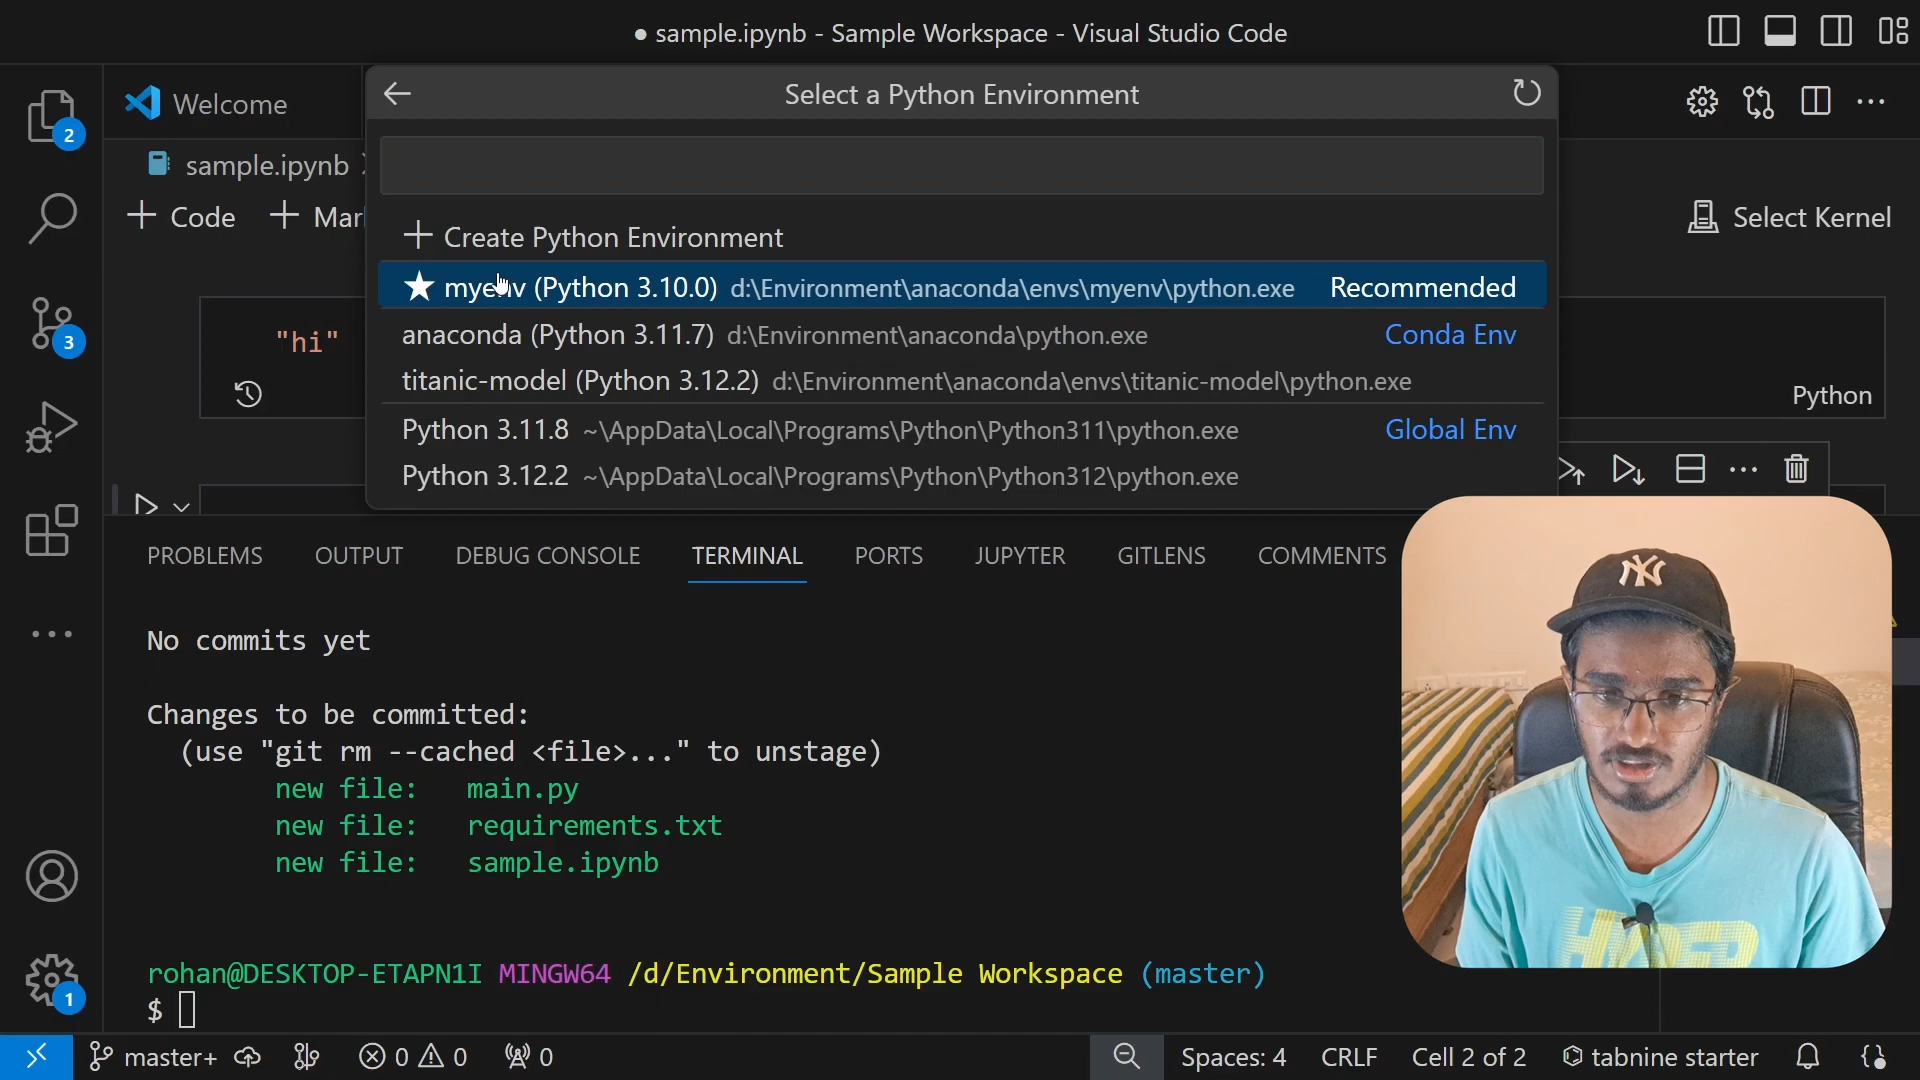 ● sample.ipynb - Sample Workspace - Visual Studio Code
Welcome
Select a Python Environment
sample.ipynb
+ Code + Mar
Select Kernel
+ Create Python Environment
★ myenv (Python 3.10.0) d:\Environment\anaconda\envs\myenv\python.exe Recommended
anaconda (Python 3.11.7) d:\Environment\anaconda\python.exe Conda Env
titanic-model (Python 3.12.2) d:\Environment\anaconda\envs\titanic-model\python.exe
Python 3.11.8 ~\AppData\Local\Programs\Python\Python311\python.exe Global Env
Python 3.12.2 ~\AppData\Local\Programs\Python\Python312\python.exe
"hi"
Python
2
3
1
PROBLEMS OUTPUT DEBUG CONSOLE TERMINAL PORTS JUPYTER GITLENS COMMENTS
No commits yet
Changes to be committed:
(use "git rm --cached <file>..." to unstage)
new file: main.py
new file: requirements.txt
new file: sample.ipynb
rohan@DESKTOP-ETAPN1I MINGW64 /d/Environment/Sample Workspace (master)
$
NY
master+ 0 0 0 Spaces: 4 CRLF Cell 2 of 2 tabnine starter